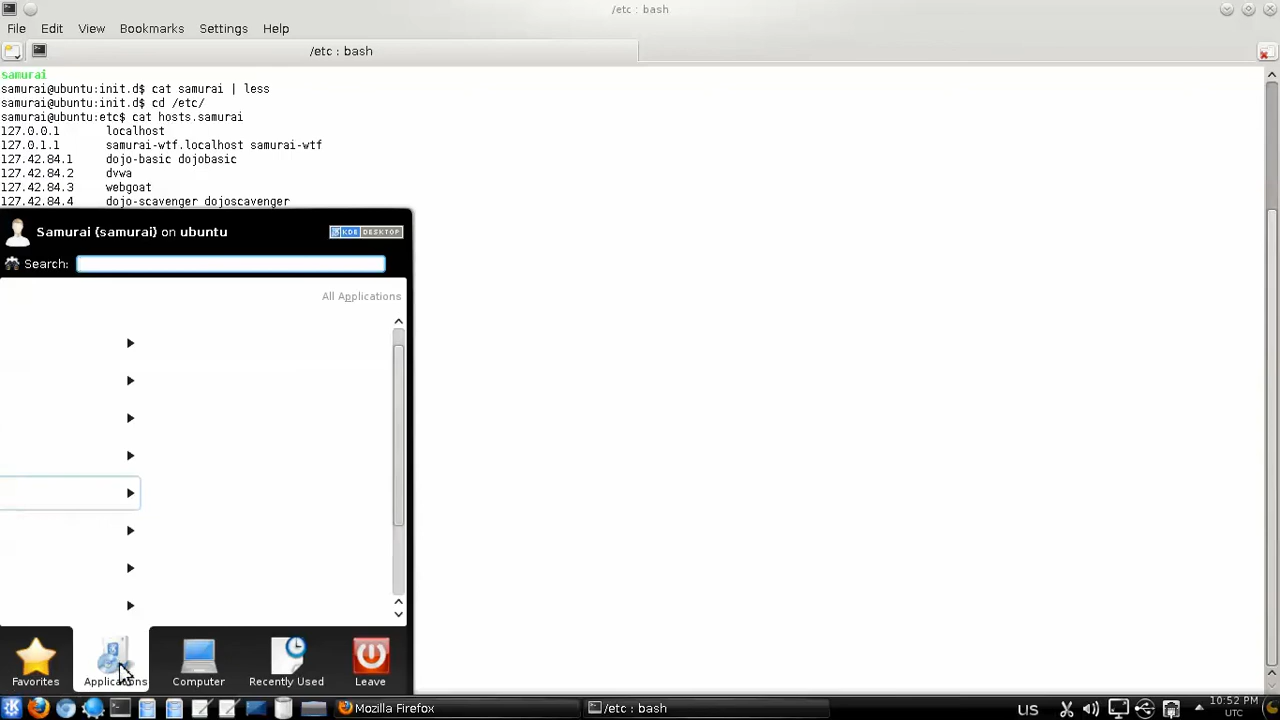 /etc : bash
File Edit View Bookmarks Settings Help
/etc : bash
samurai
samurai@ubuntu:init.d$ cat samurai | less
samurai@ubuntu:init.d$ cd /etc/
samurai@ubuntu:etc$ cat hosts.samurai
127.0.0.1 localhost
127.0.1.1 samurai-wtf.localhost samurai-wtf
127.42.84.1 dojo-basic dojobasic
127.42.84.2 dvwa
127.42.84.3 webgoat
127.42.84.4 dojo-scavenger dojoscavenger
Samurai {samurai} on ubuntu
KDE DESKTOP
Search:
All Applications
Favorites Applications Computer Recently Used Leave
Mozilla Firefox /etc : bash US 10:52 PM
UTC